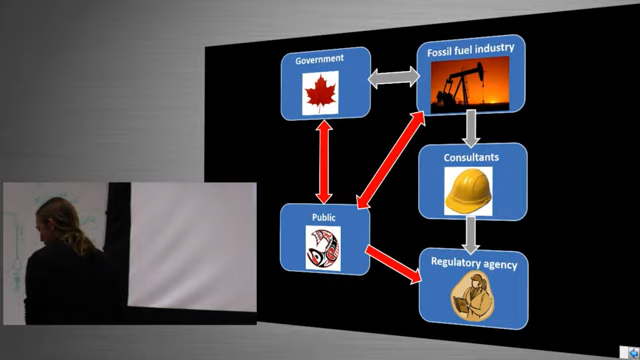 Government
Fossil fuel industry
Consultants
Public
Regulatory agency